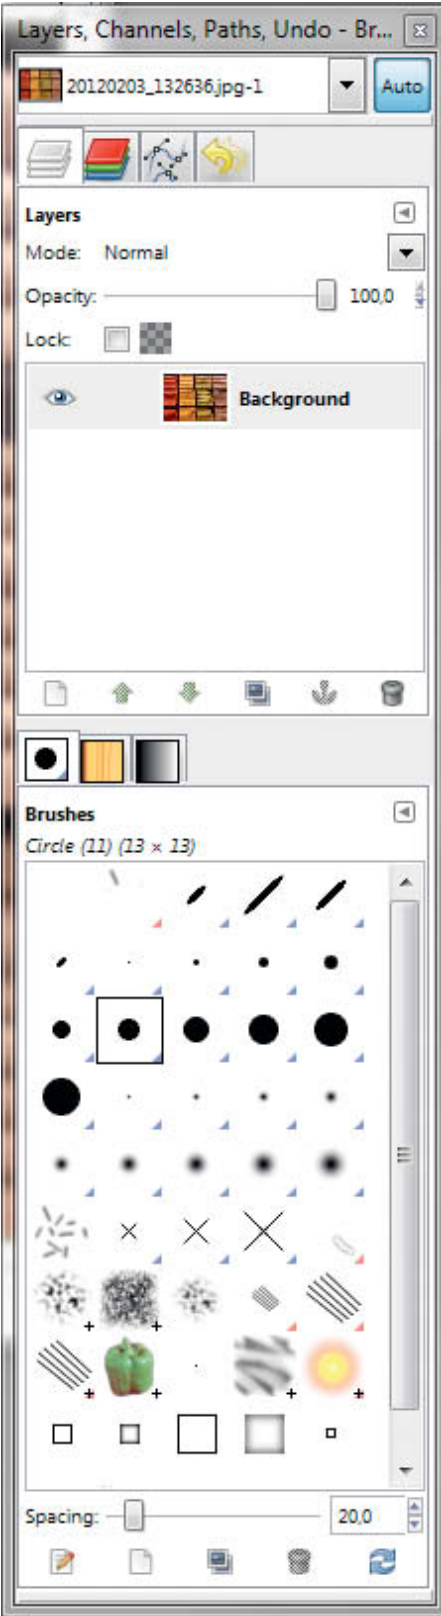 Layers, Channels, Paths, Undo - Br...
20120203_132636.jpg-1
Auto
Layers
Mode: Normal
Opacity: 100,0
Lock:
Background
Brushes
Circle (11) (13 × 13)
Spacing: 20,0